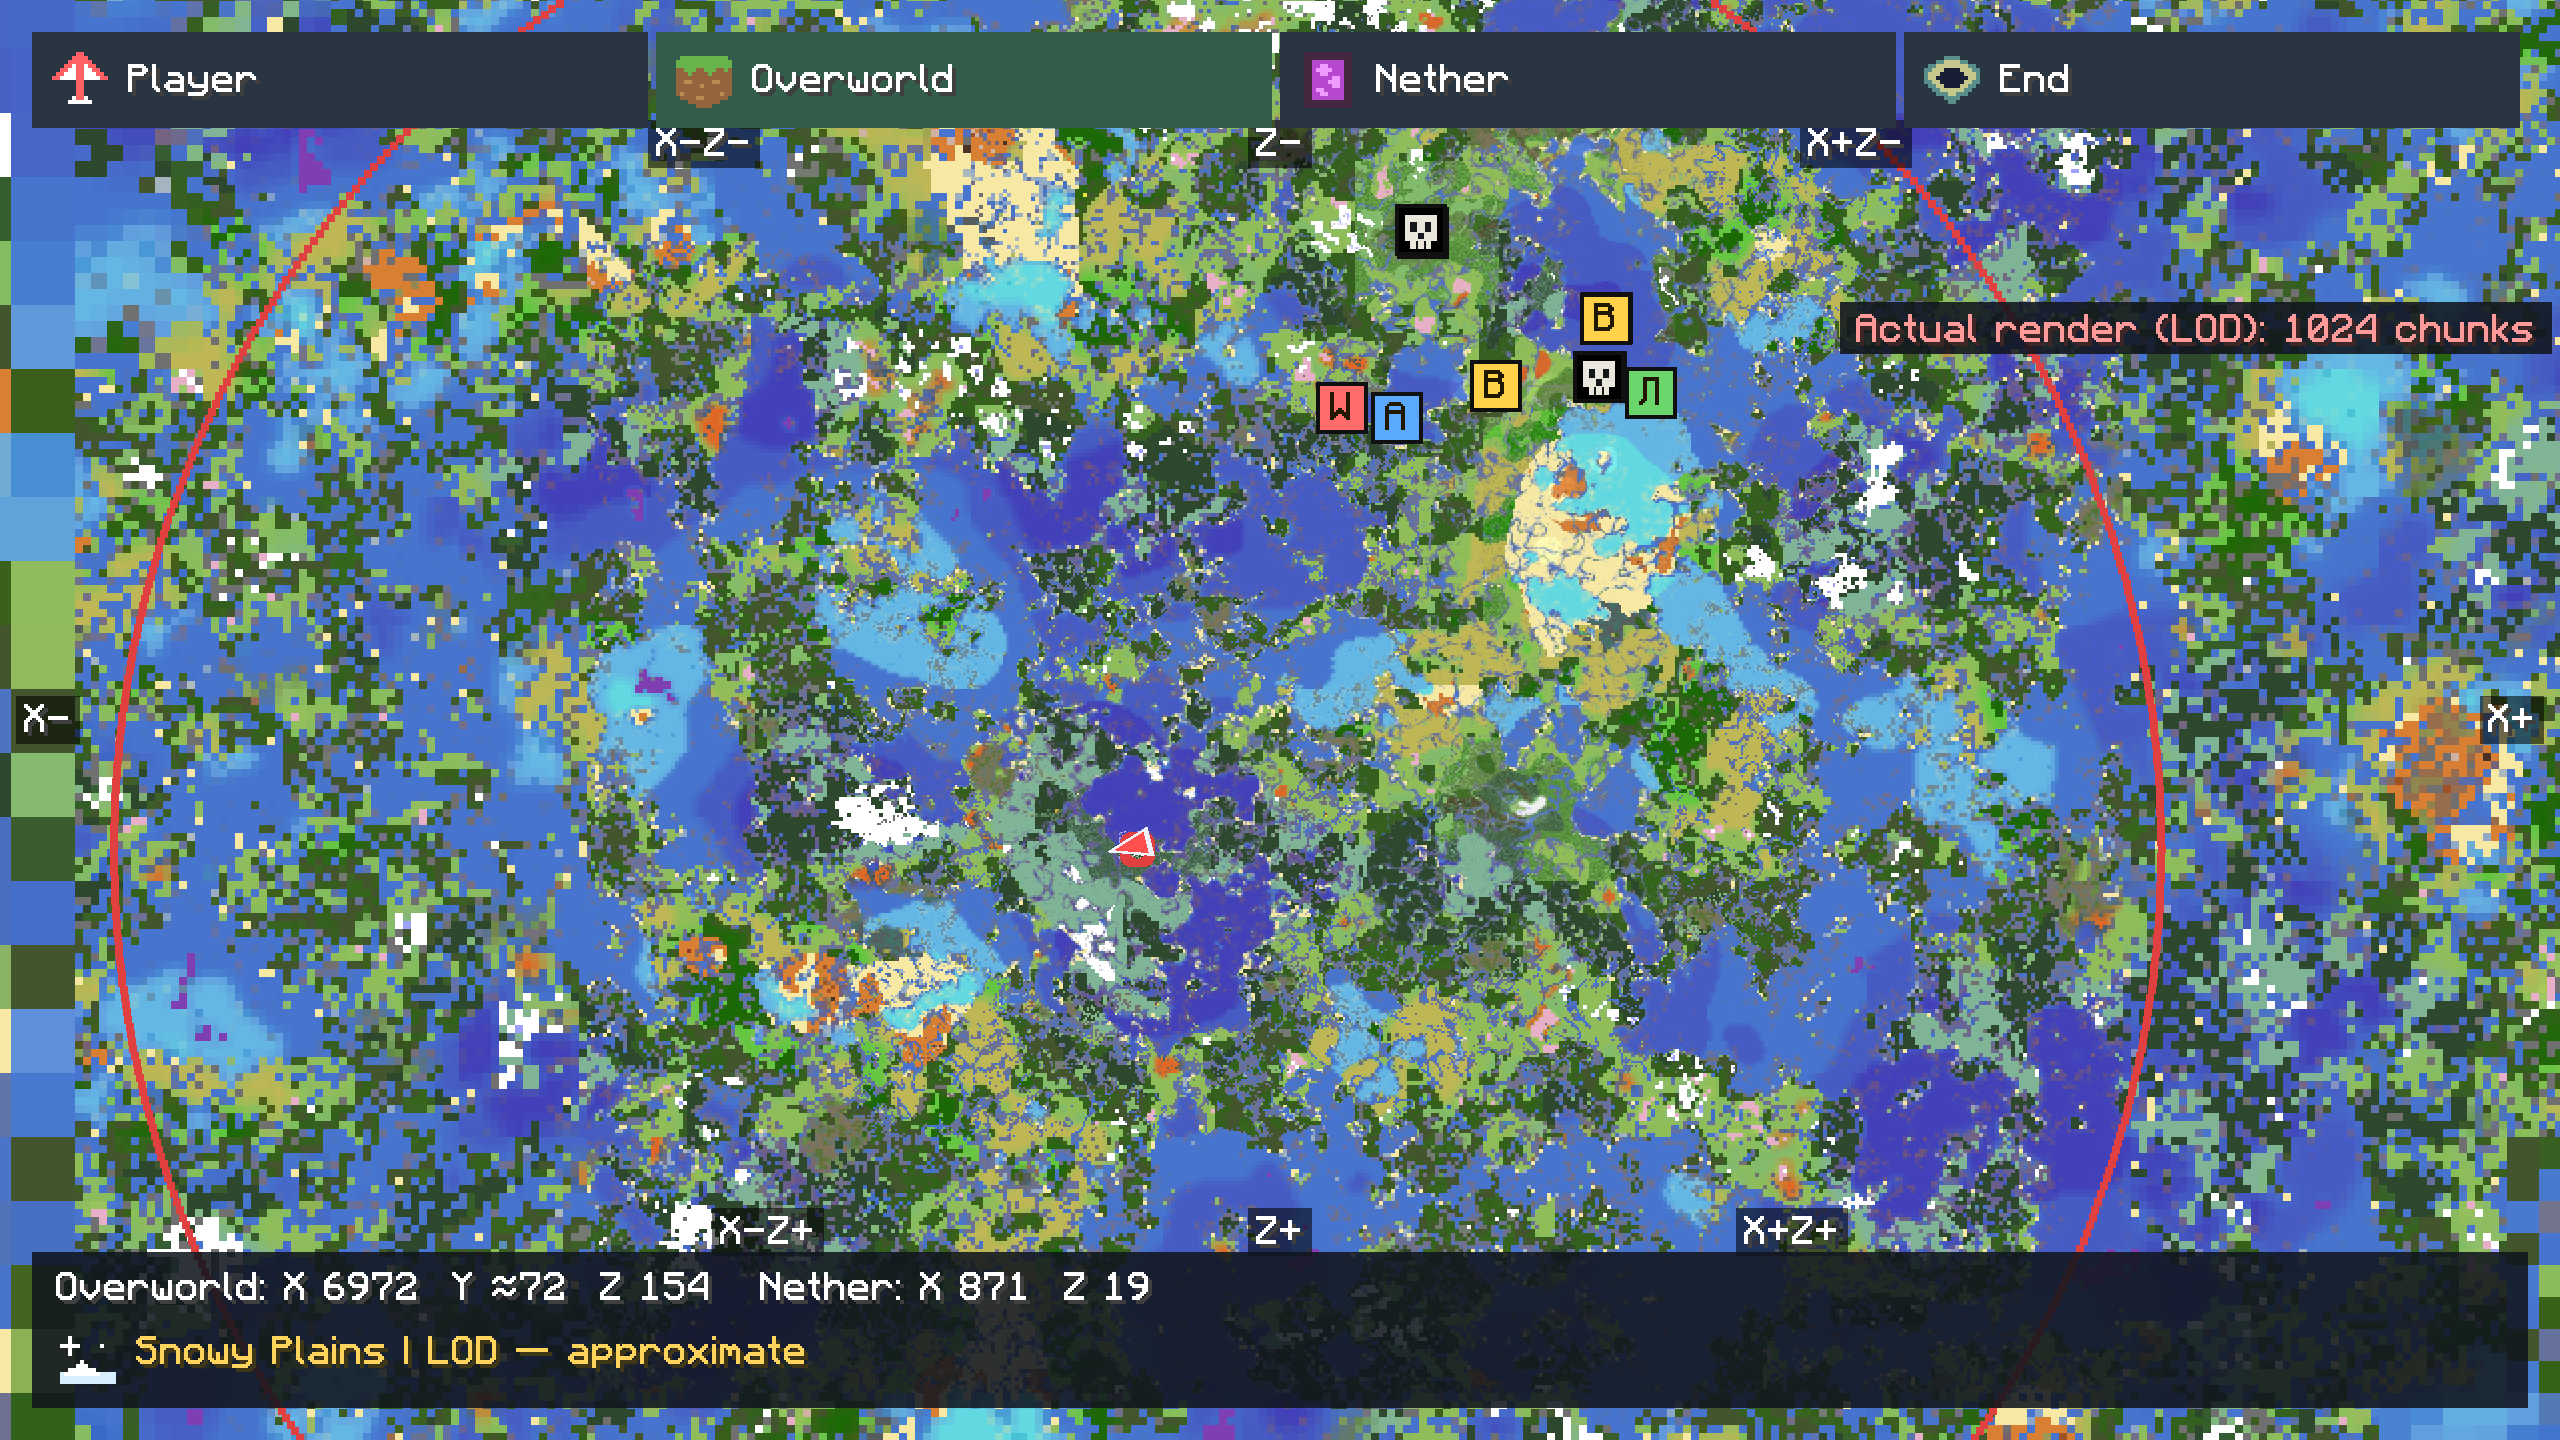 Player
Overworld
Nether
End
X-Z-
Z-
X+Z-
Actual render (LOD): 1024 chunks
B
B
Л
W
A
X-
X+
X-Z+
Z+
X+Z+
Overworld: X 6972 Y ≈72 Z 154 Nether: X 871 Z 19
Snowy Plains | LOD — approximate